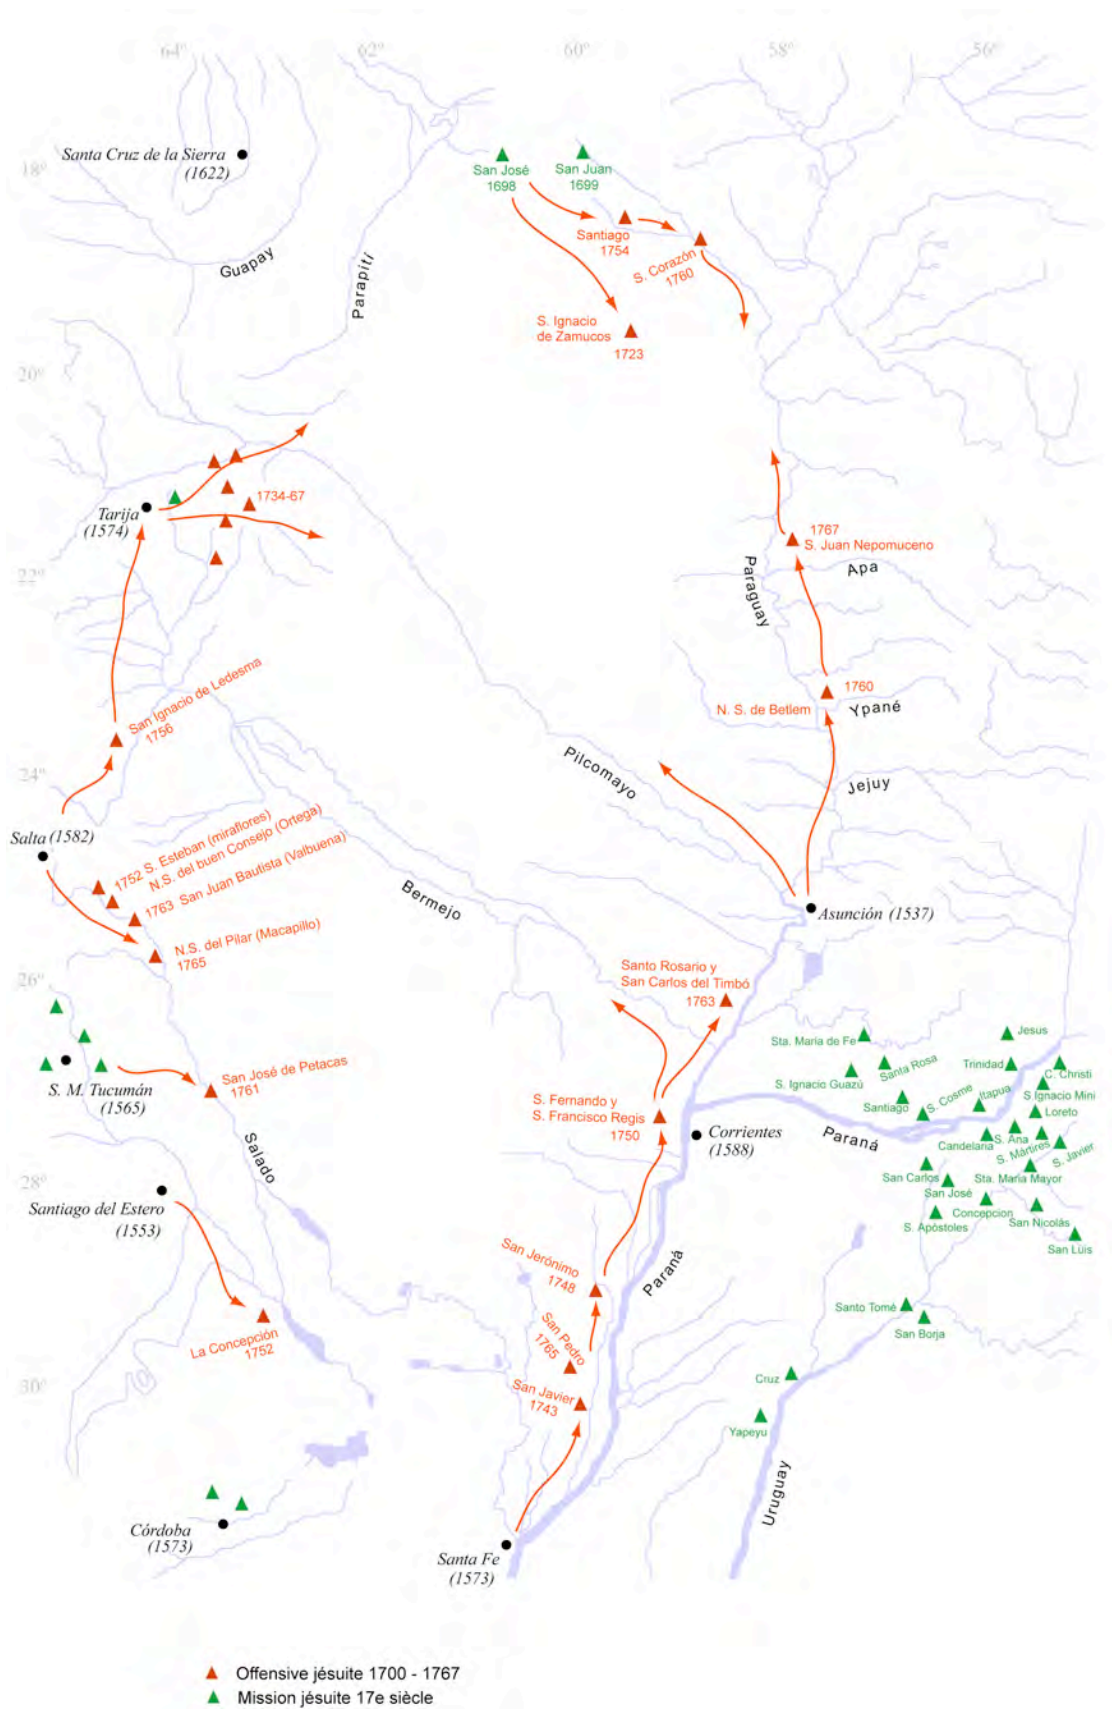 64°
62°
60°
58°
56°
Santa Cruz de la Sierra
(1622)
18°
San José
1698
San Juan
1699
Santiago
1754
S. Corazón
1760
Guapay
Parapití
S. Ignacio
de Zamucos
1723
20°
1734-67
Tarija
(1574)
22°
1767
S. Juan Nepomuceno
Apa
Paraguay
1760
N. S. de Betlem
Ypané
San Ignacio de Ledesma
1756
Pilcomayo
24°
Jejuy
Salta (1582)
1752 S. Esteban (miraflores)
N.S. del buen Consejo (Ortega)
1763 San Juan Bautista (Valbuena)
Bermejo
Asunción (1537)
N.S. del Pilar (Macapillo)
1765
26°
Santo Rosario y
San Carlos del Timbó
1763
Sta. Maria de Fe
Jesus
S. M. Tucumán
(1565)
San José de Petacas
1761
S. Ignacio Guazú
Santa Rosa
Trinidad
C. Christi
S.Ignacio Mini
Santiago
S. Cosme
Itapua
Loreto
S. Fernando y
S. Francisco Regis
1750
Corrientes
(1588)
Paraná
Candelaria
S. Ana
S. Mártires
S. Javier
Salado
28°
San Carlos
San José
Sta. Maria Mayor
Santiago del Estero
(1553)
S. Apóstoles
Concepcion
San Nicolás
San Luis
San Jerónimo
1748
Paraná
Santo Tomé
San Borja
La Concepción
1752
San Pedro
1765
30°
San Javier
1743
Cruz
Yapeyu
Uruguay
Córdoba
(1573)
Santa Fe
(1573)
Offensive jésuite 1700 - 1767
Mission jésuite 17e siècle